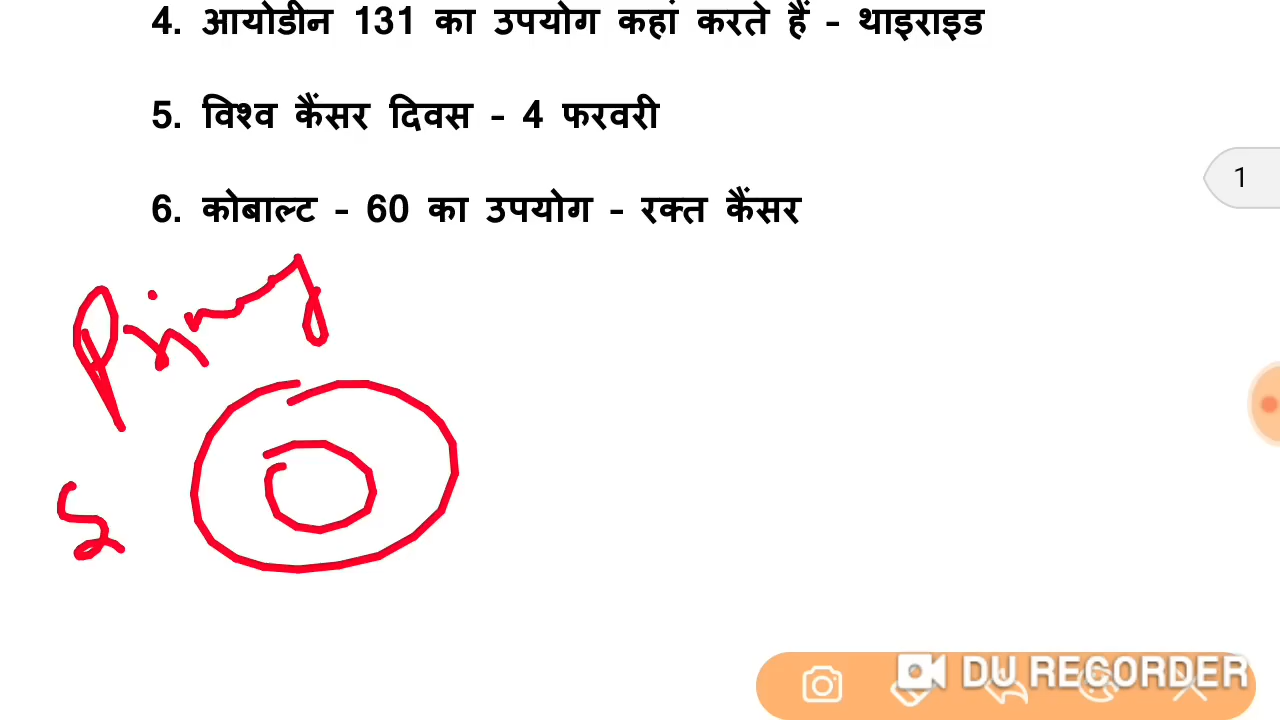 4. आयोडीन 131 का उपयोग कहां करते हैं - थाइराइड
5. विश्व कैंसर दिवस - 4 फरवरी
1
6. कोबाल्ट - 60 का उपयोग - रक्त कैंसर
DU RECORDER